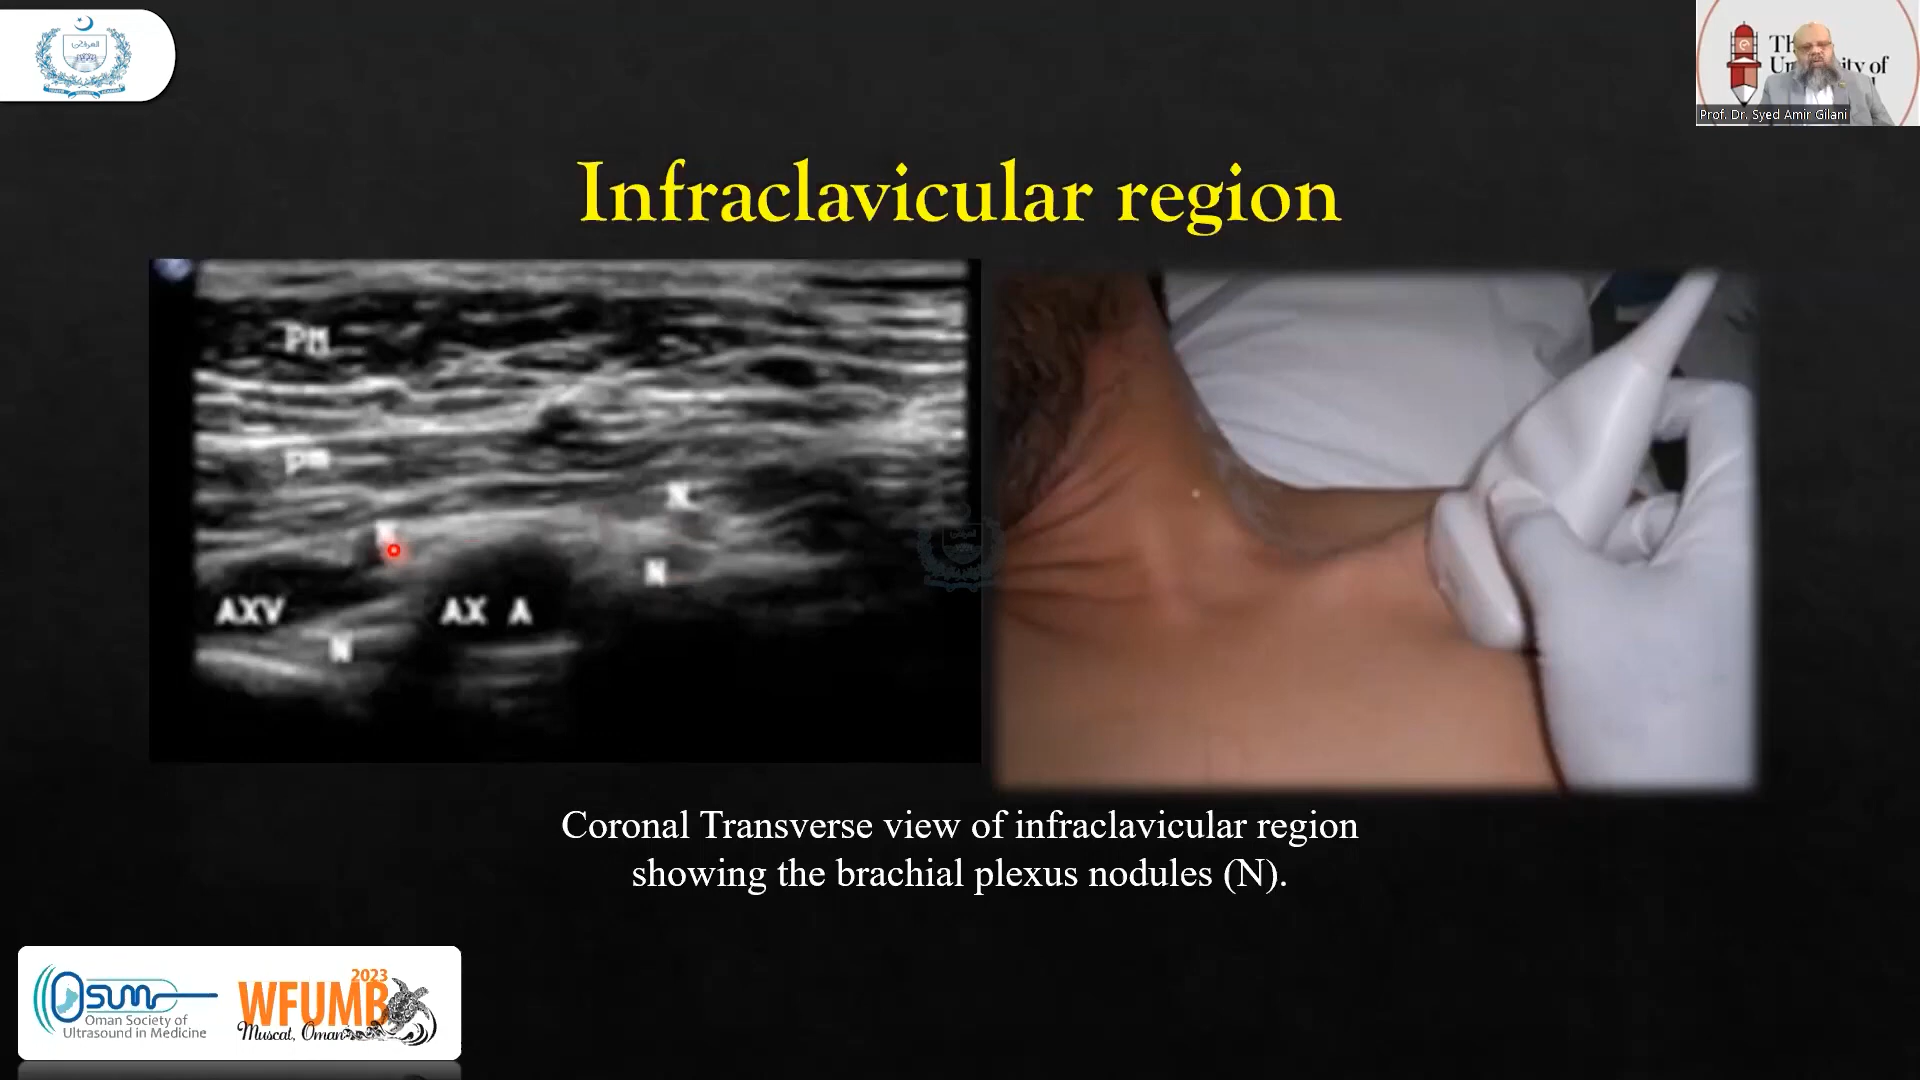 Prof. Dr. Syed Amir Gilani
Infraclavicular region
PM
pm
N
N
AXV
AX A
N
Coronal Transverse view of infraclavicular region
showing the brachial plexus nodules (N).
OSUM
Oman Society of
Ultrasound in Medicine
2023
WFUMB
Muscat, Oman